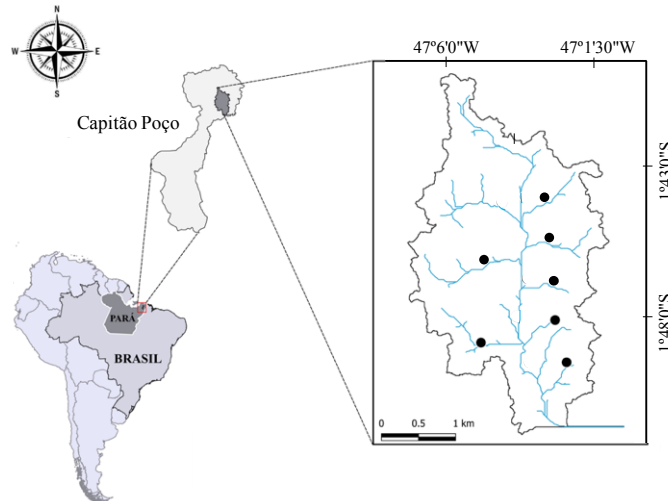 N
W
E
S
Capitão Poço
PARÁ
BRASIL
47°6'0"W
47°1'30"W
1°43'0"S
1°48'0"S
0 0.5 1 km